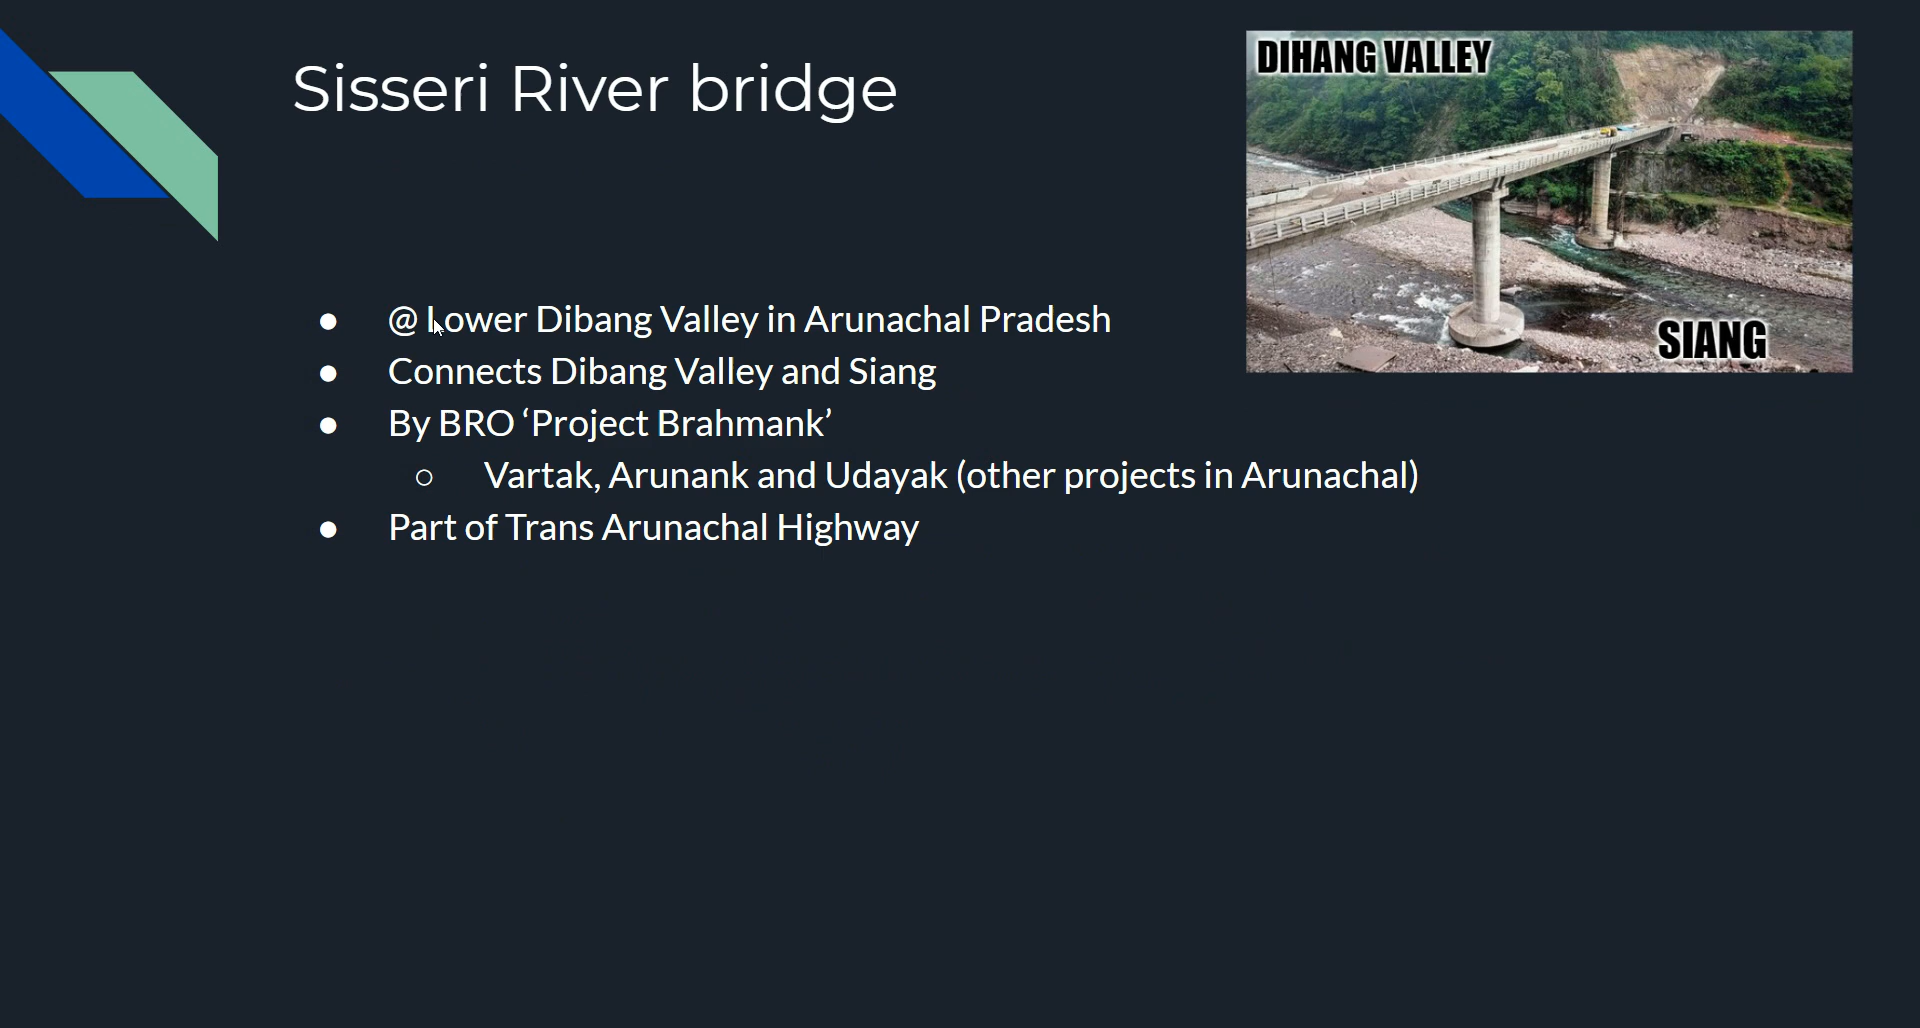 Sisseri River bridge
DIHANG VALLEY
SIANG
@ Lower Dibang Valley in Arunachal Pradesh
Connects Dibang Valley and Siang
By BRO ‘Project Brahmank’
Vartak, Arunank and Udayak (other projects in Arunachal)
Part of Trans Arunachal Highway